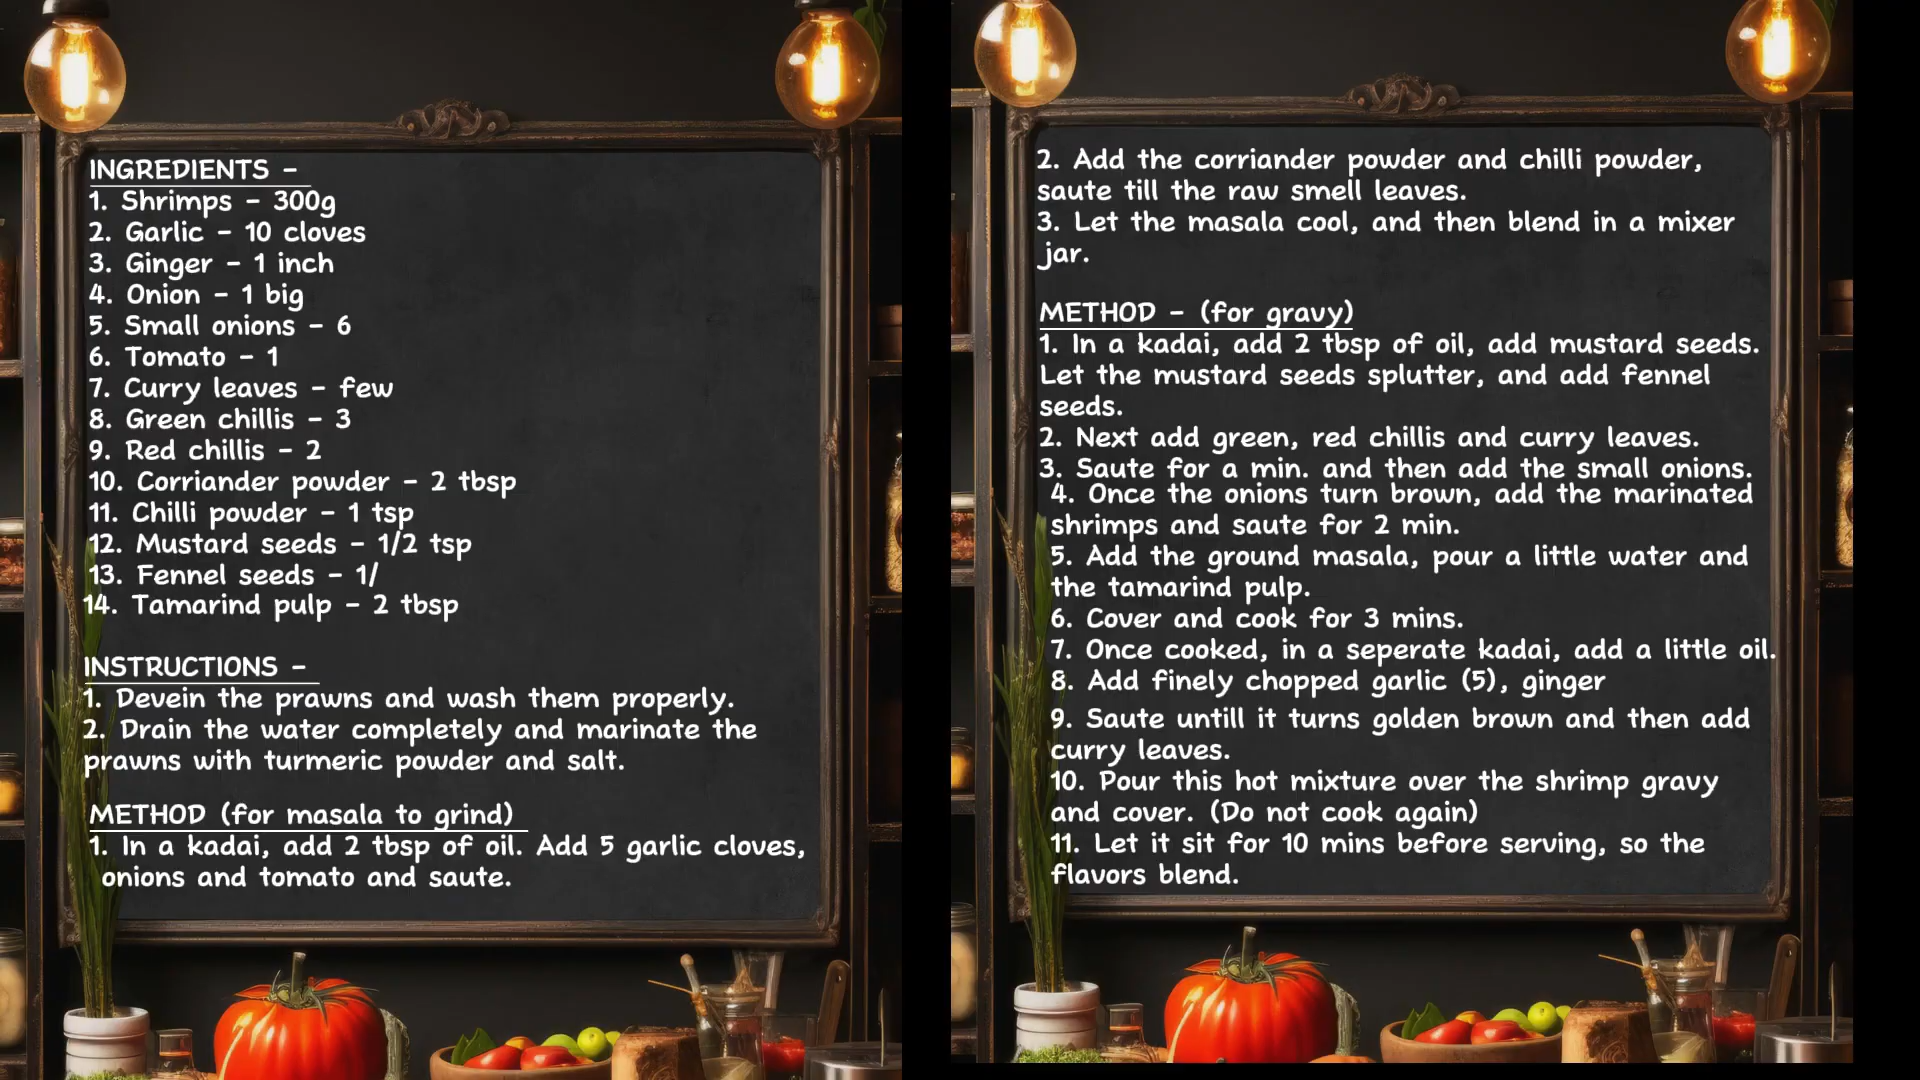 INGREDIENTS –
1. Shrimps – 300g
2. Garlic – 10 cloves
3. Ginger – 1 inch
4. Onion – 1 big
5. Small onions – 6
6. Tomato – 1
7. Curry leaves – few
8. Green chillis – 3
9. Red chillis – 2
10. Corriander powder – 2 tbsp
11. Chilli powder – 1 tsp
12. Mustard seeds – 1/2 tsp
13. Fennel seeds – 1/
14. Tamarind pulp – 2 tbsp
INSTRUCTIONS –
1. Devein the prawns and wash them properly.
2. Drain the water completely and marinate the
prawns with turmeric powder and salt.
METHOD (for masala to grind)
1. In a kadai, add 2 tbsp of oil. Add 5 garlic cloves,
onions and tomato and saute.
2. Add the corriander powder and chilli powder,
saute till the raw smell leaves.
3. Let the masala cool, and then blend in a mixer
jar.
METHOD – (for gravy)
1. In a kadai, add 2 tbsp of oil, add mustard seeds.
Let the mustard seeds splutter, and add fennel
seeds.
2. Next add green, red chillis and curry leaves.
3. Saute for a min. and then add the small onions.
4. Once the onions turn brown, add the marinated
shrimps and saute for 2 min.
5. Add the ground masala, pour a little water and
the tamarind pulp.
6. Cover and cook for 3 mins.
7. Once cooked, in a seperate kadai, add a little oil.
8. Add finely chopped garlic (5), ginger
9. Saute untill it turns golden brown and then add
curry leaves.
10. Pour this hot mixture over the shrimp gravy
and cover. (Do not cook again)
11. Let it sit for 10 mins before serving, so the
flavors blend.